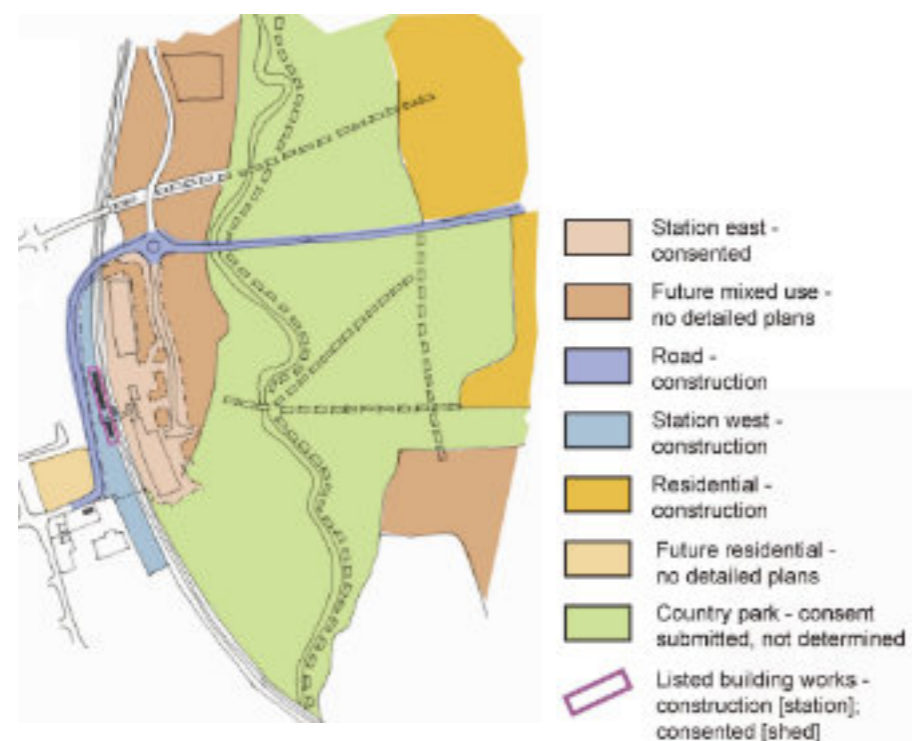 Station east -
consented
Future mixed use -
no detailed plans
Road -
construction
Station west -
construction
Residential -
construction
Future residential -
no detailed plans
Country park - consent
submitted, not determined
Listed building works -
construction [station];
consented [shed]